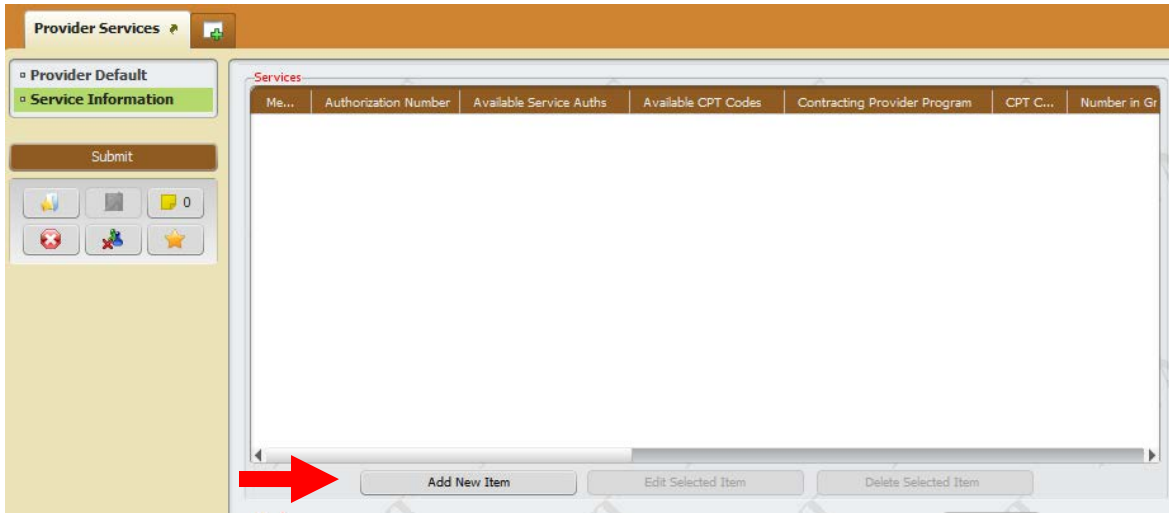 Provider Services
Provider Default
Service Information
Submit
0
Services
Me... Authorization Number Available Service Auths Available CPT Codes Contracting Provider Program CPT C... Number in Gr
Add New Item Edit Selected Item Delete Selected Item